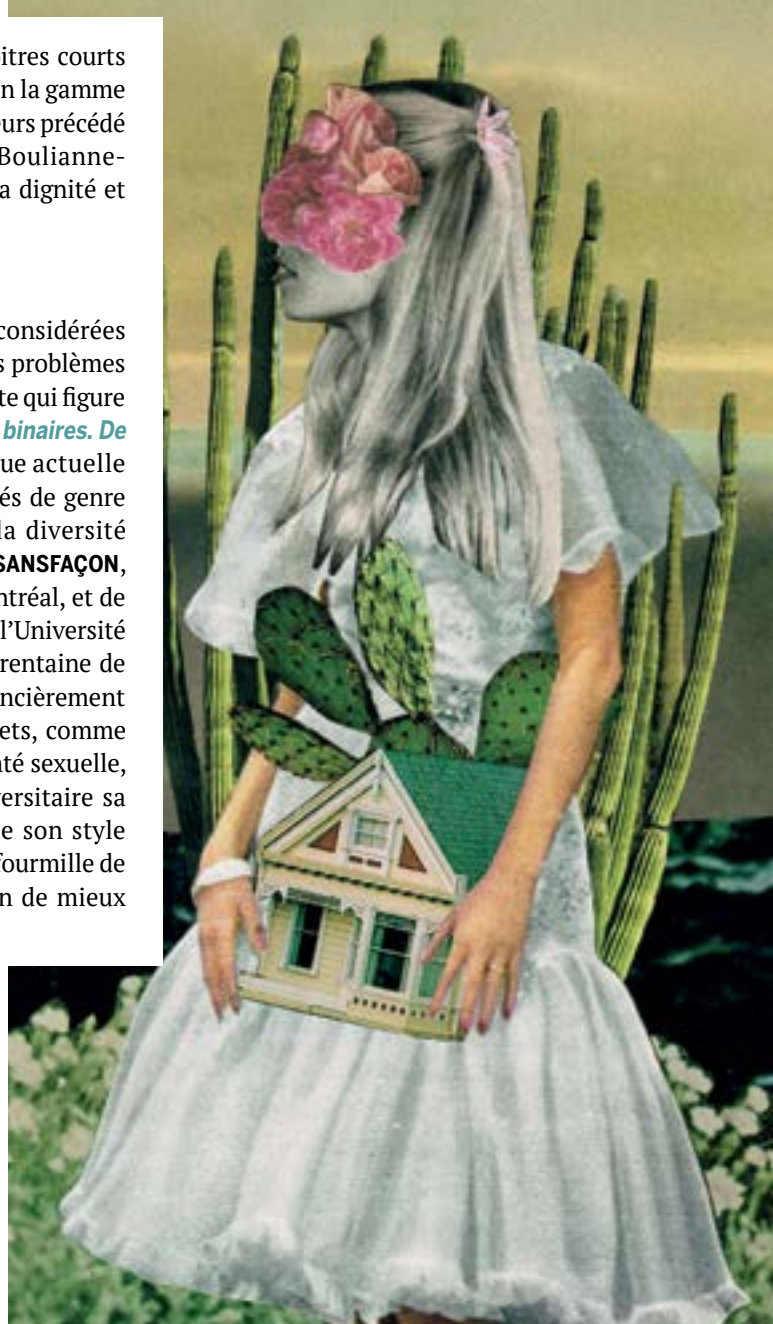 itres courts
n la gamme
eurs précédé
Boulianne-
a dignité et
considérées
s problèmes
te qui figure
binaires. De
ue actuelle
és de genre
la diversité
SANSFAÇON,
ntréal, et de
l’Université
rentaine de
ncièrement
ets, comme
té sexuelle,
versitaire sa
e son style
fourmille de
n de mieux